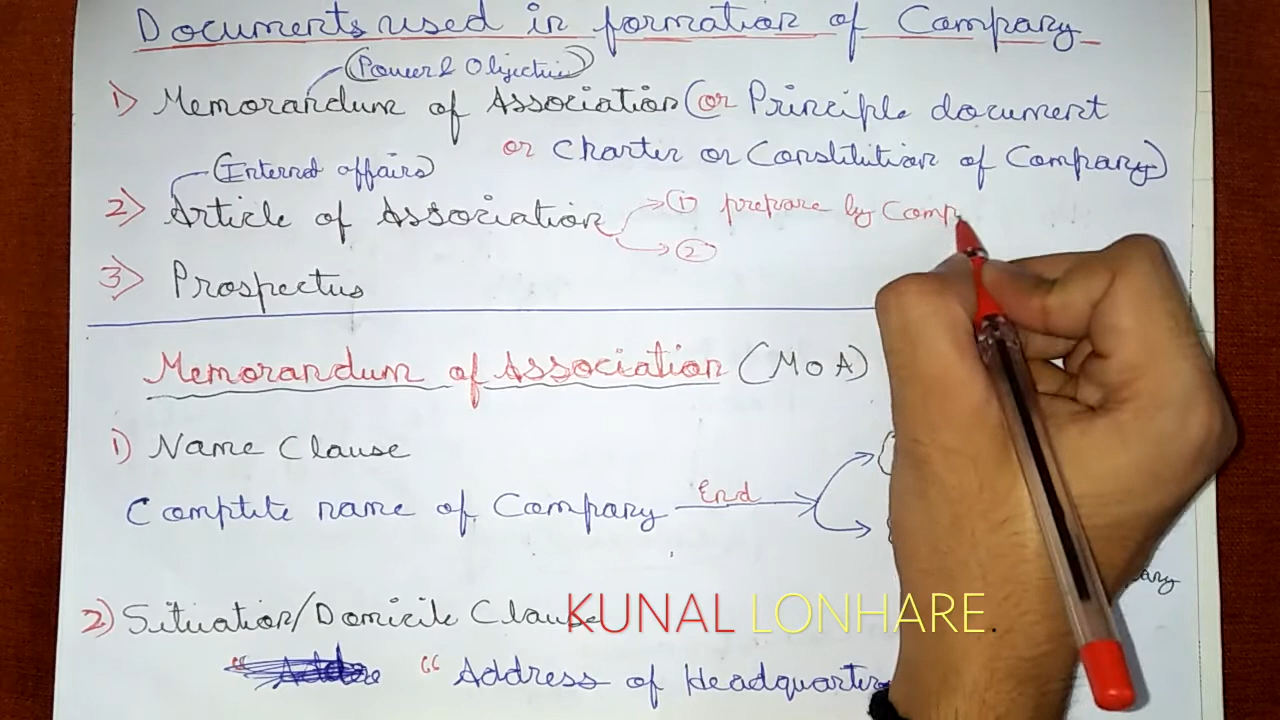 Documents used in formation of Company
(Power & Objective)
1) Memorandum of Association (or Principle document
or Charter or Constitution of Company)
(Internal affairs)
2) Article of Association ① prepare by Comp
②
3) Prospectus
Memorandum of Association (MOA)
1) Name Clause
Complete name of Company End
2) Situation/Domicile Clause
KUNAL LONHARE.
“ Address of Headquarter